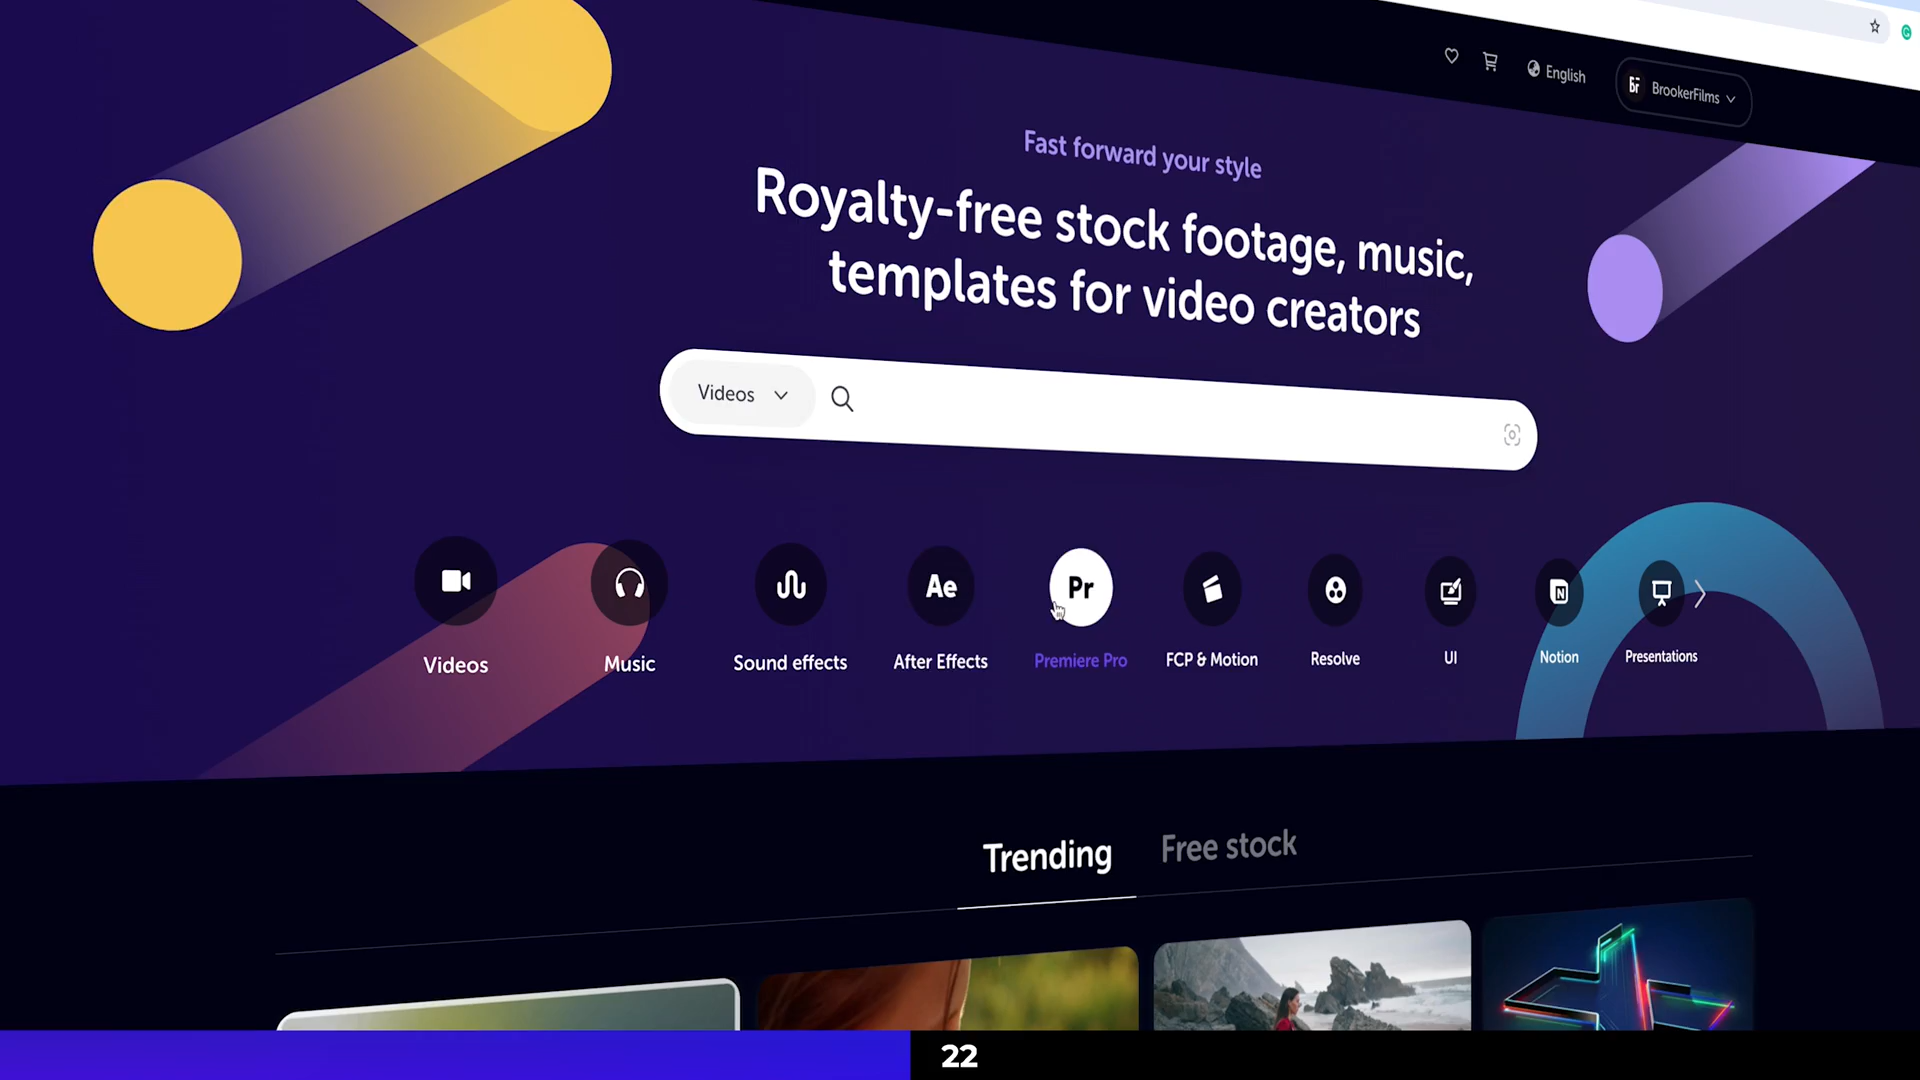 English
br BrookerFilms
Fast forward your style
Royalty-free stock footage, music,
templates for video creators
Videos
Ae
Pr
N
Videos
Music
Sound effects
After Effects
Premiere Pro
FCP & Motion
Resolve
UI
Notion
Presentations
Trending
Free stock
22